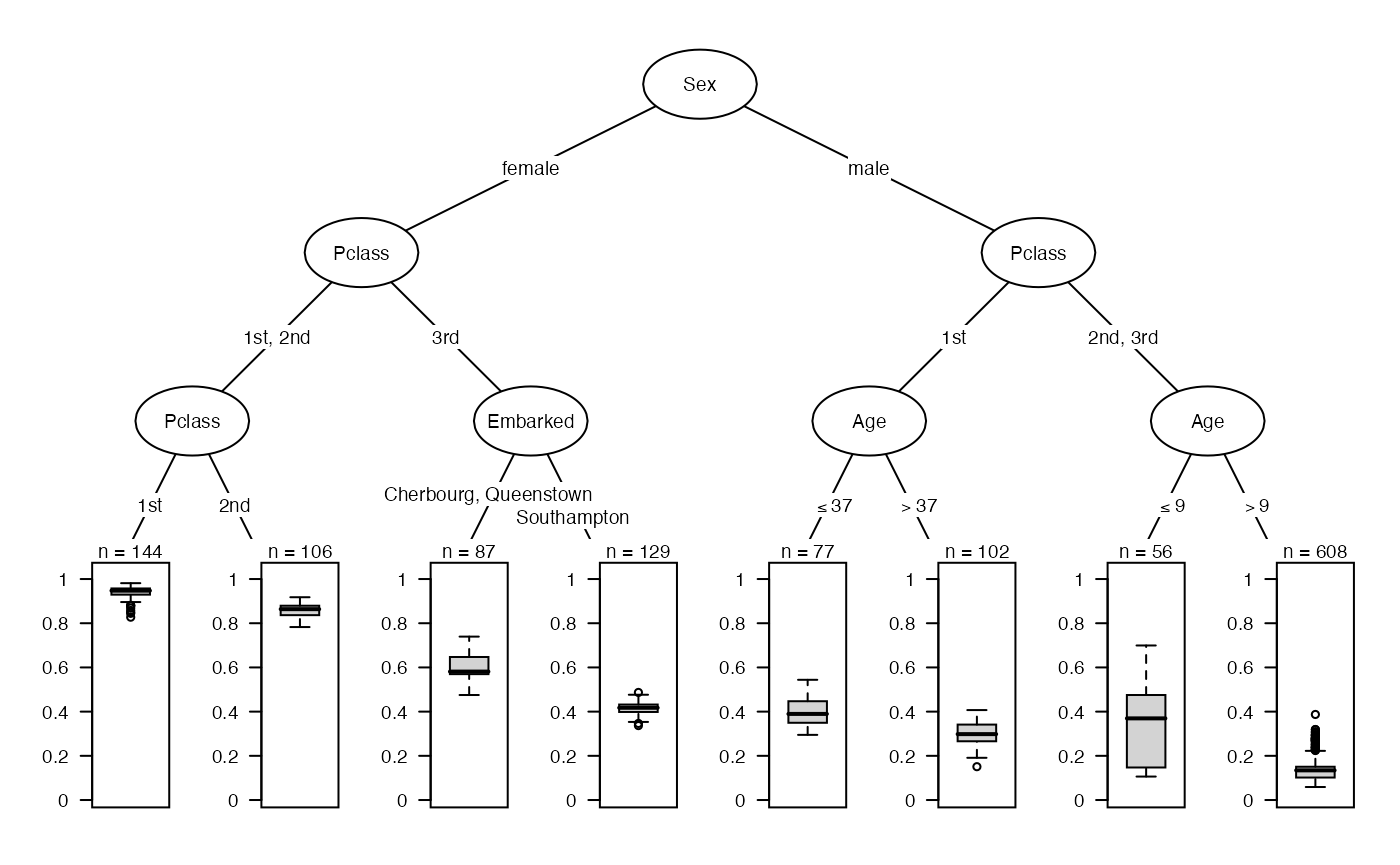 Sex
female
male
Pclass
Pclass
1st, 2nd
3rd
1st
2nd, 3rd
Pclass
Embarked
Age
Age
1st
2nd
Cherbourg, Queenstown
Southampton
≤ 37
> 37
≤ 9
> 9
n = 144
n = 106
n = 87
n = 129
n = 77
n = 102
n = 56
n = 608
1 1 1 1 1 1 1 1
0.8 0.8 0.8 0.8 0.8 0.8 0.8 0.8
0.6 0.6 0.6 0.6 0.6 0.6 0.6 0.6
0.4 0.4 0.4 0.4 0.4 0.4 0.4 0.4
0.2 0.2 0.2 0.2 0.2 0.2 0.2 0.2
0 0 0 0 0 0 0 0